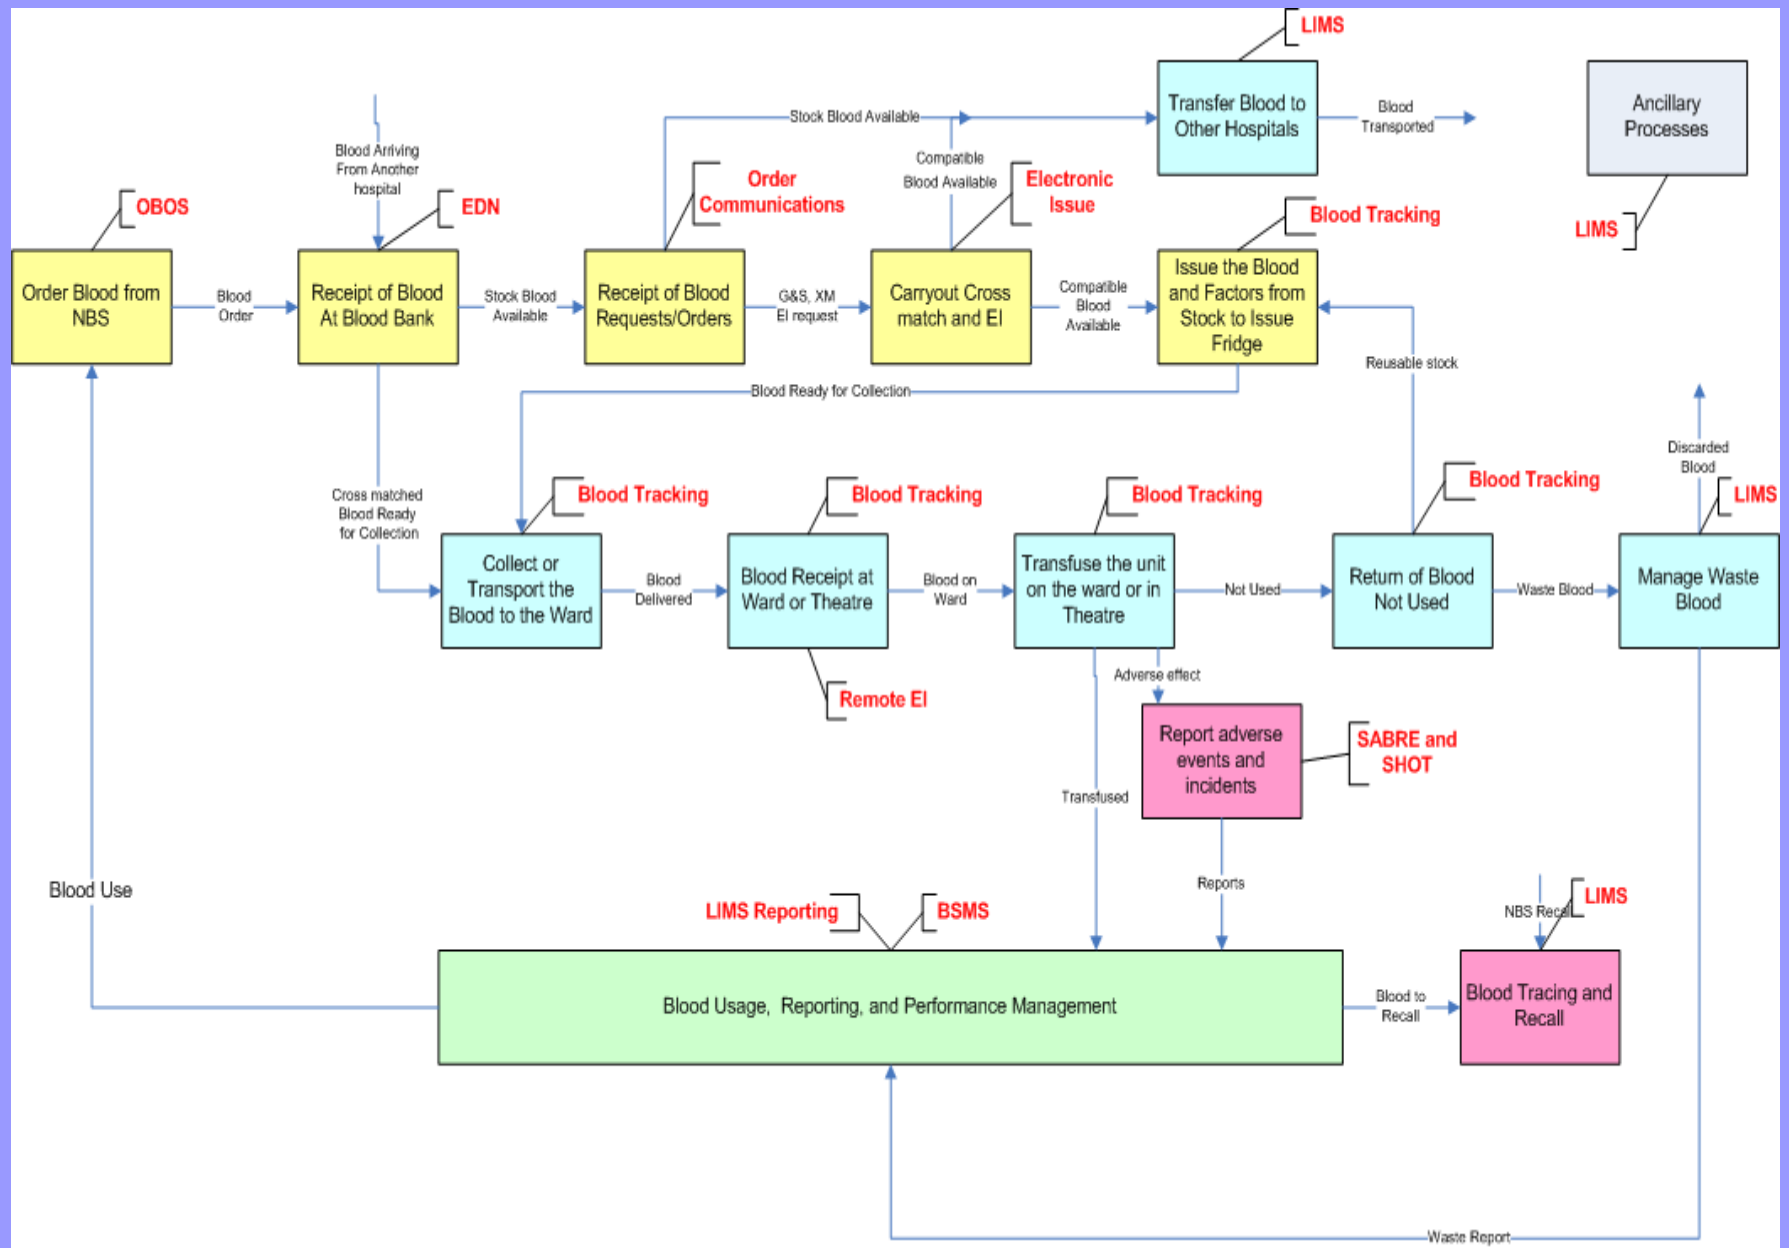 LIMS
Transfer Blood to
Other Hospitals
Ancillary
Processes
Stock Blood Available
Blood
Transported
Blood Arriving
From Another
hospital
Compatible
Blood Available
OBOS
EDN
Order
Communications
Electronic
Issue
Blood Tracking
LIMS
Order Blood from
NBS
Blood
Order
Receipt of Blood
At Blood Bank
Stock Blood
Available
Receipt of Blood
Requests/Orders
G&S, XM
EI request
Carryout Cross
match and EI
Compatible
Blood
Available
Issue the Blood
and Factors from
Stock to Issue
Fridge
Reusable stock
Blood Ready for Collection
Discarded
Blood
Cross matched
Blood Ready
for Collection
Blood Tracking
Blood Tracking
Blood Tracking
Blood Tracking
LIMS
Collect or
Transport the
Blood to the Ward
Blood
Delivered
Blood Receipt at
Ward or Theatre
Blood on
Ward
Transfuse the unit
on the ward or in
Theatre
Not Used
Return of Blood
Not Used
Waste Blood
Manage Waste
Blood
Adverse effect
Remote EI
Report adverse
events and
incidents
SABRE and
SHOT
Transfused
Blood Use
Reports
LIMS Reporting
BSMS
NBS Recall
LIMS
Blood Usage, Reporting, and Performance Management
Blood to
Recall
Blood Tracing and
Recall
Waste Report